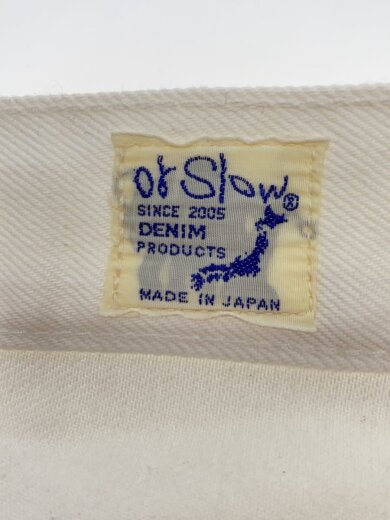 orSlow®
SINCE 2005
DENIM
PRODUCTS
MADE IN JAPAN